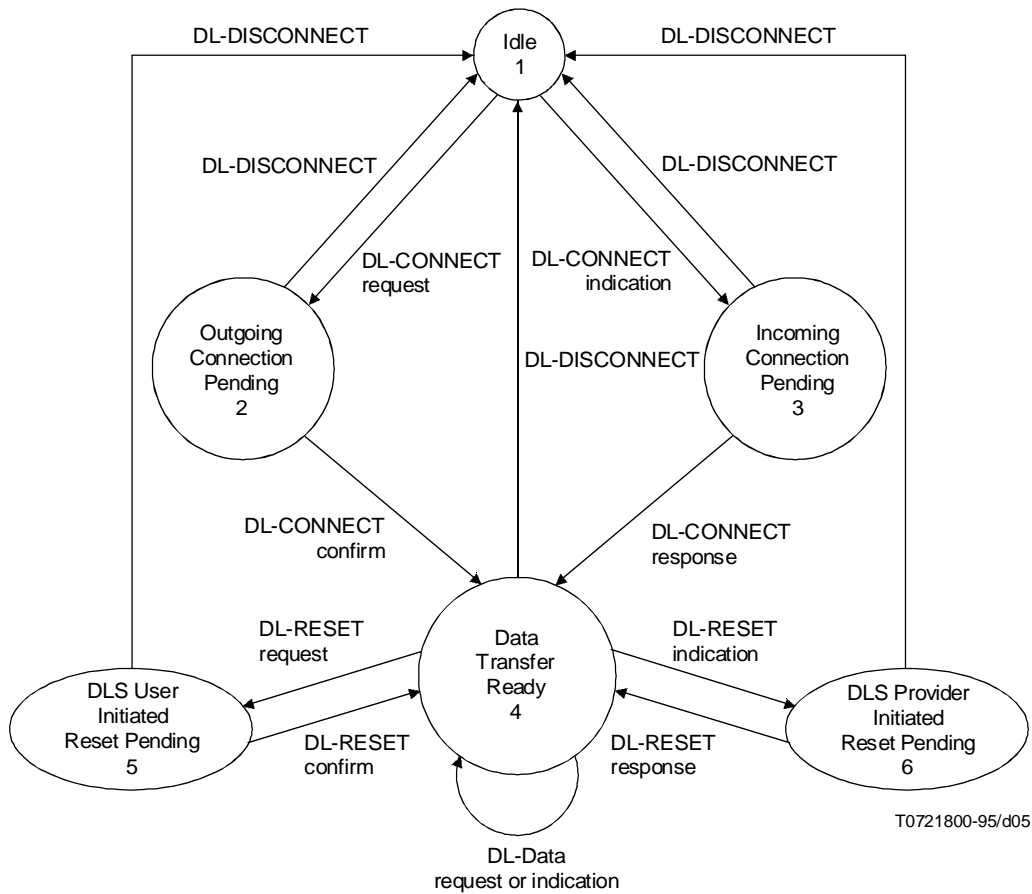 DL-DISCONNECT
Idle
1
DL-DISCONNECT
DL-DISCONNECT
DL-DISCONNECT
DL-CONNECT
request
DL-CONNECT
indication
Outgoing
Connection
Pending
2
DL-DISCONNECT
Incoming
Connection
Pending
3
DL-CONNECT
confirm
DL-CONNECT
response
DL-RESET
request
Data
Transfer
Ready
4
DL-RESET
indication
DLS User
Initiated
Reset Pending
5
DL-RESET
confirm
DL-RESET
response
DLS Provider
Initiated
Reset Pending
6
T0721800-95/d05
DL-Data
request or indication